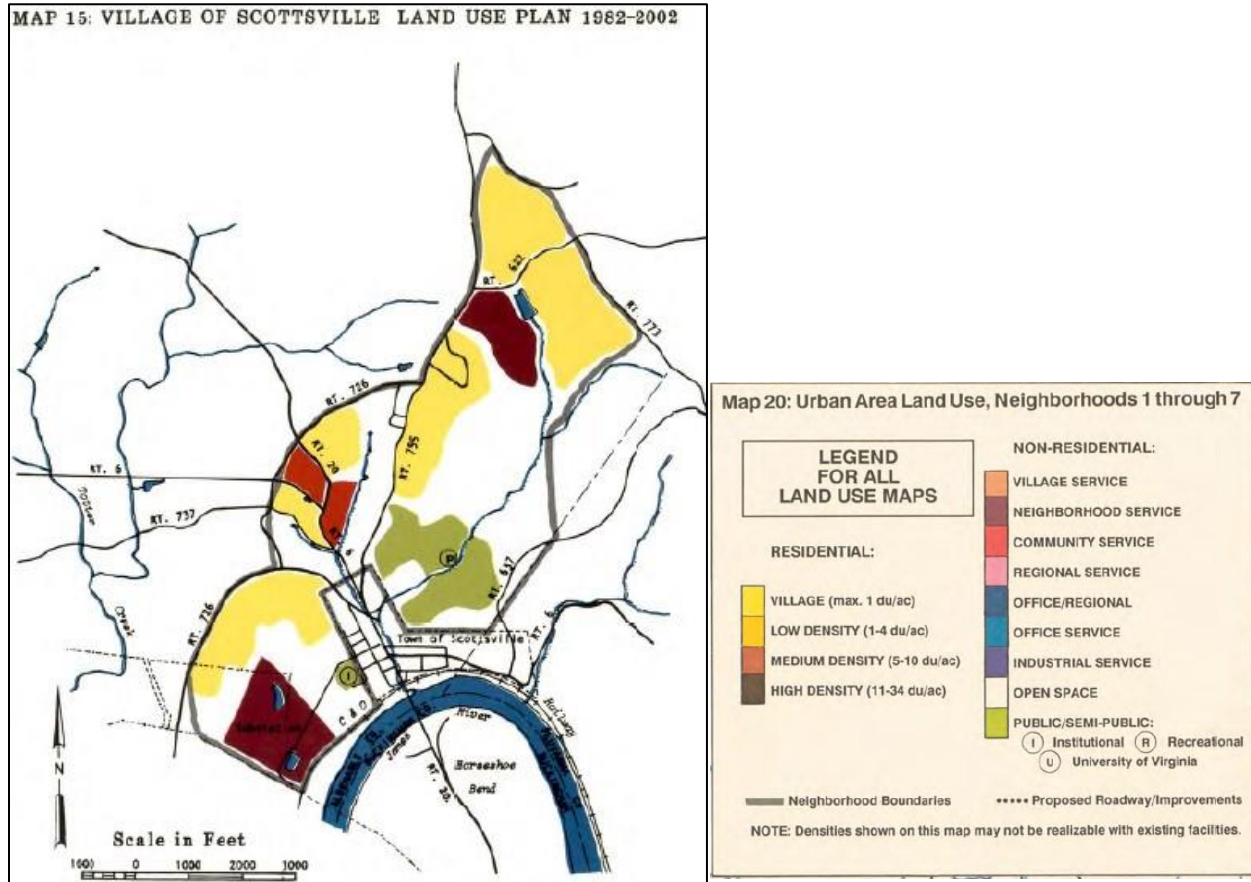 MAP 15: VILLAGE OF SCOTTSVILLE LAND USE PLAN 1982-2002
RT. 622
RT. 773
RT. 726
RT. 20
RT. 795
RT. 6
RT. 737
R
RT. 637
RT. 6
Creek
RT. 726
Town of Scottsville
I
C & O
Railway
River
James
Horseshoe
Bend
RT. 20
N
Scale in Feet
0 1000 2000 3000
Map 20: Urban Area Land Use, Neighborhoods 1 through 7
LEGEND
FOR ALL
LAND USE MAPS
RESIDENTIAL:
VILLAGE (max. 1 du/ac)
LOW DENSITY (1-4 du/ac)
MEDIUM DENSITY (5-10 du/ac)
HIGH DENSITY (11-34 du/ac)
NON-RESIDENTIAL:
VILLAGE SERVICE
NEIGHBORHOOD SERVICE
COMMUNITY SERVICE
REGIONAL SERVICE
OFFICE/REGIONAL
OFFICE SERVICE
INDUSTRIAL SERVICE
OPEN SPACE
PUBLIC/SEMI-PUBLIC:
I Institutional R Recreational
U University of Virginia
Neighborhood Boundaries
Proposed Roadway/Improvements
NOTE: Densities shown on this map may not be realizable with existing facilities.